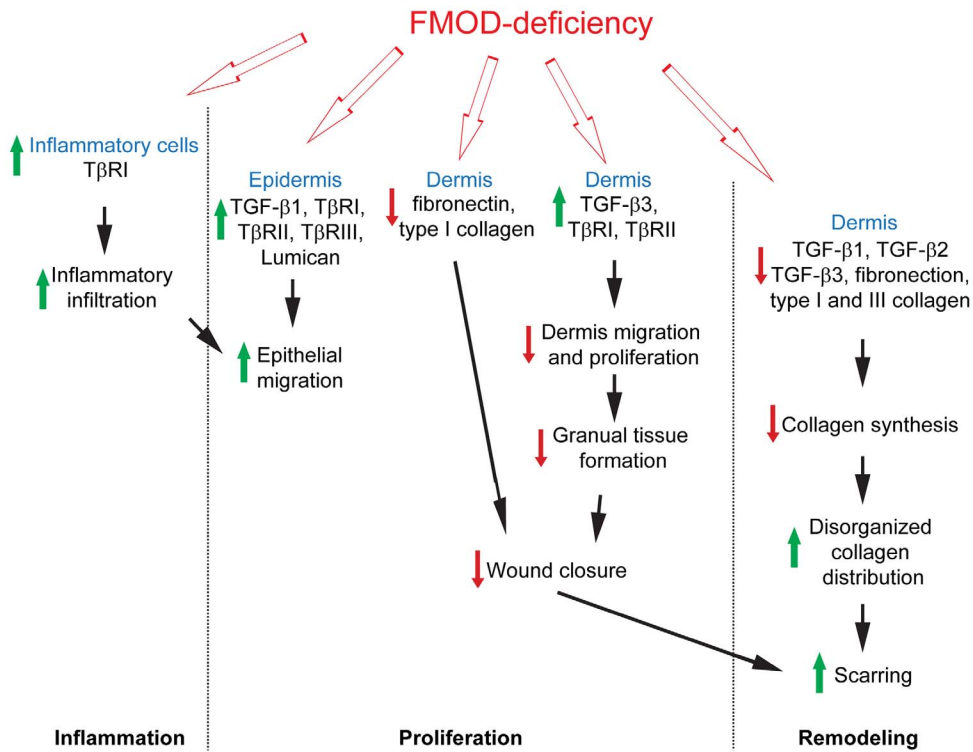 FMOD-deficiency
Inflammatory cells
TβRI
Inflammatory
infiltration
Epidermis
TGF-β1, TβRI,
TβRII, TβRIII,
Lumican
Epithelial
migration
Dermis
fibronectin,
type I collagen
Dermis
TGF-β3,
TβRI, TβRII
Dermis migration
and proliferation
Granual tissue
formation
Wound closure
Dermis
TGF-β1, TGF-β2
TGF-β3, fibronection,
type I and III collagen
Collagen synthesis
Disorganized
collagen
distribution
Scarring
Inflammation
Proliferation
Remodeling